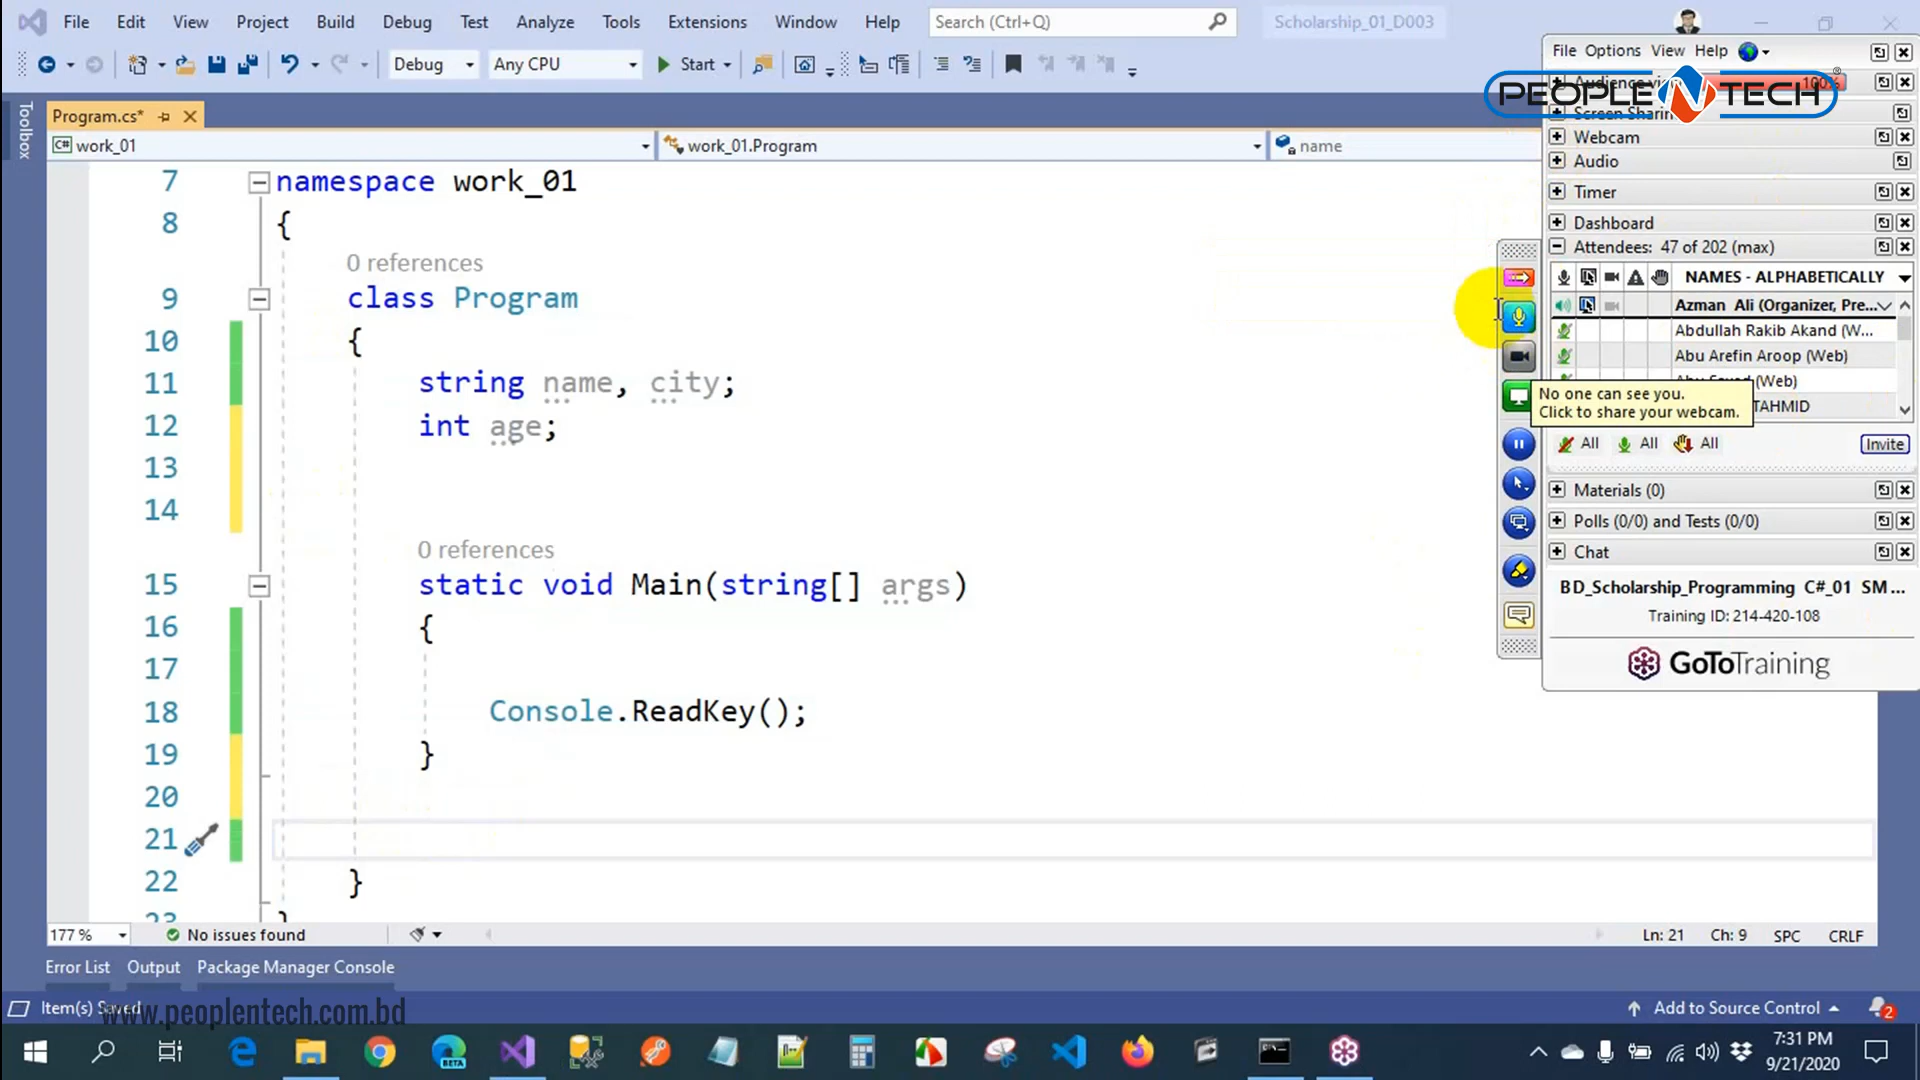 File Edit View Project Build Debug Test Analyze Tools Extensions Window Help Search (Ctrl+Q) Scholarship_01_D003
Debug Any CPU Start
Toolbox
Program.cs*
C# work_01 work_01.Program name
7 namespace work_01
8 {
0 references
9 class Program
10 {
11 string name, city;
12 int age;
13
14
0 references
15 static void Main(string[] args)
16 {
17
18 Console.ReadKey();
19 }
20
21
22 }
23 }
177 % No issues found Ln: 21 Ch: 9 SPC CRLF
Error List Output Package Manager Console
Item(s) Saved Add to Source Control 2
www.peoplentech.com.bd
BETA
7:31 PM
9/21/2020
File Options View Help
PEOPLE N TECH ®
100%
Webcam
Audio
Timer
Dashboard
Attendees: 47 of 202 (max)
NAMES - ALPHABETICALLY
Azman Ali (Organizer, Pre...
Abdullah Rakib Akand (W...
Abu Arefin Aroop (Web)
(Web)
TAHMID
No one can see you.
Click to share your webcam.
All All All Invite
Materials (0)
Polls (0/0) and Tests (0/0)
Chat
BD_Scholarship_Programming C#_01 SM ...
Training ID: 214-420-108
GoToTraining